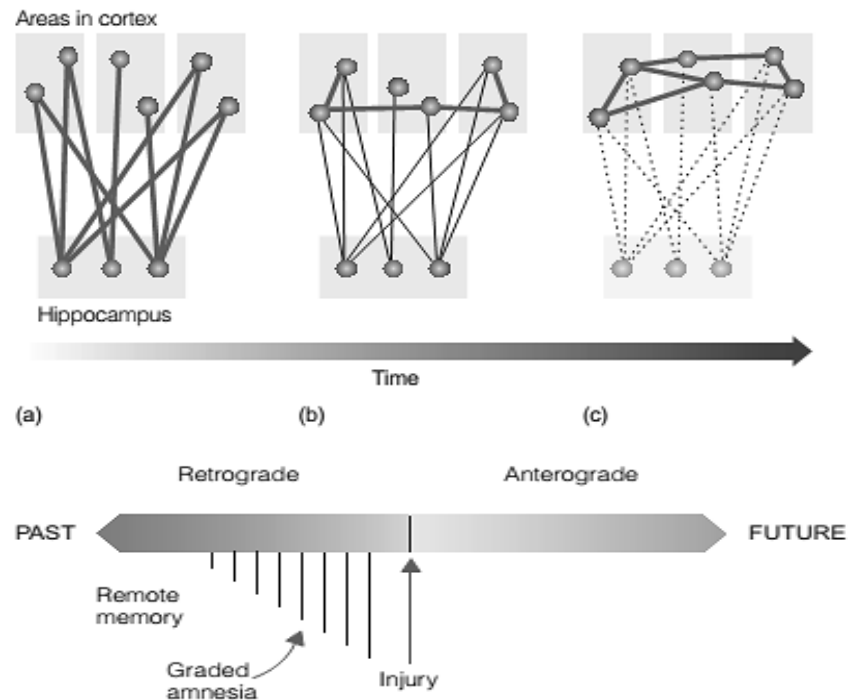 Areas in cortex
Hippocampus
Time
(a) (b) (c)
Retrograde Anterograde
PAST FUTURE
Remote
memory
Graded
amnesia
Injury